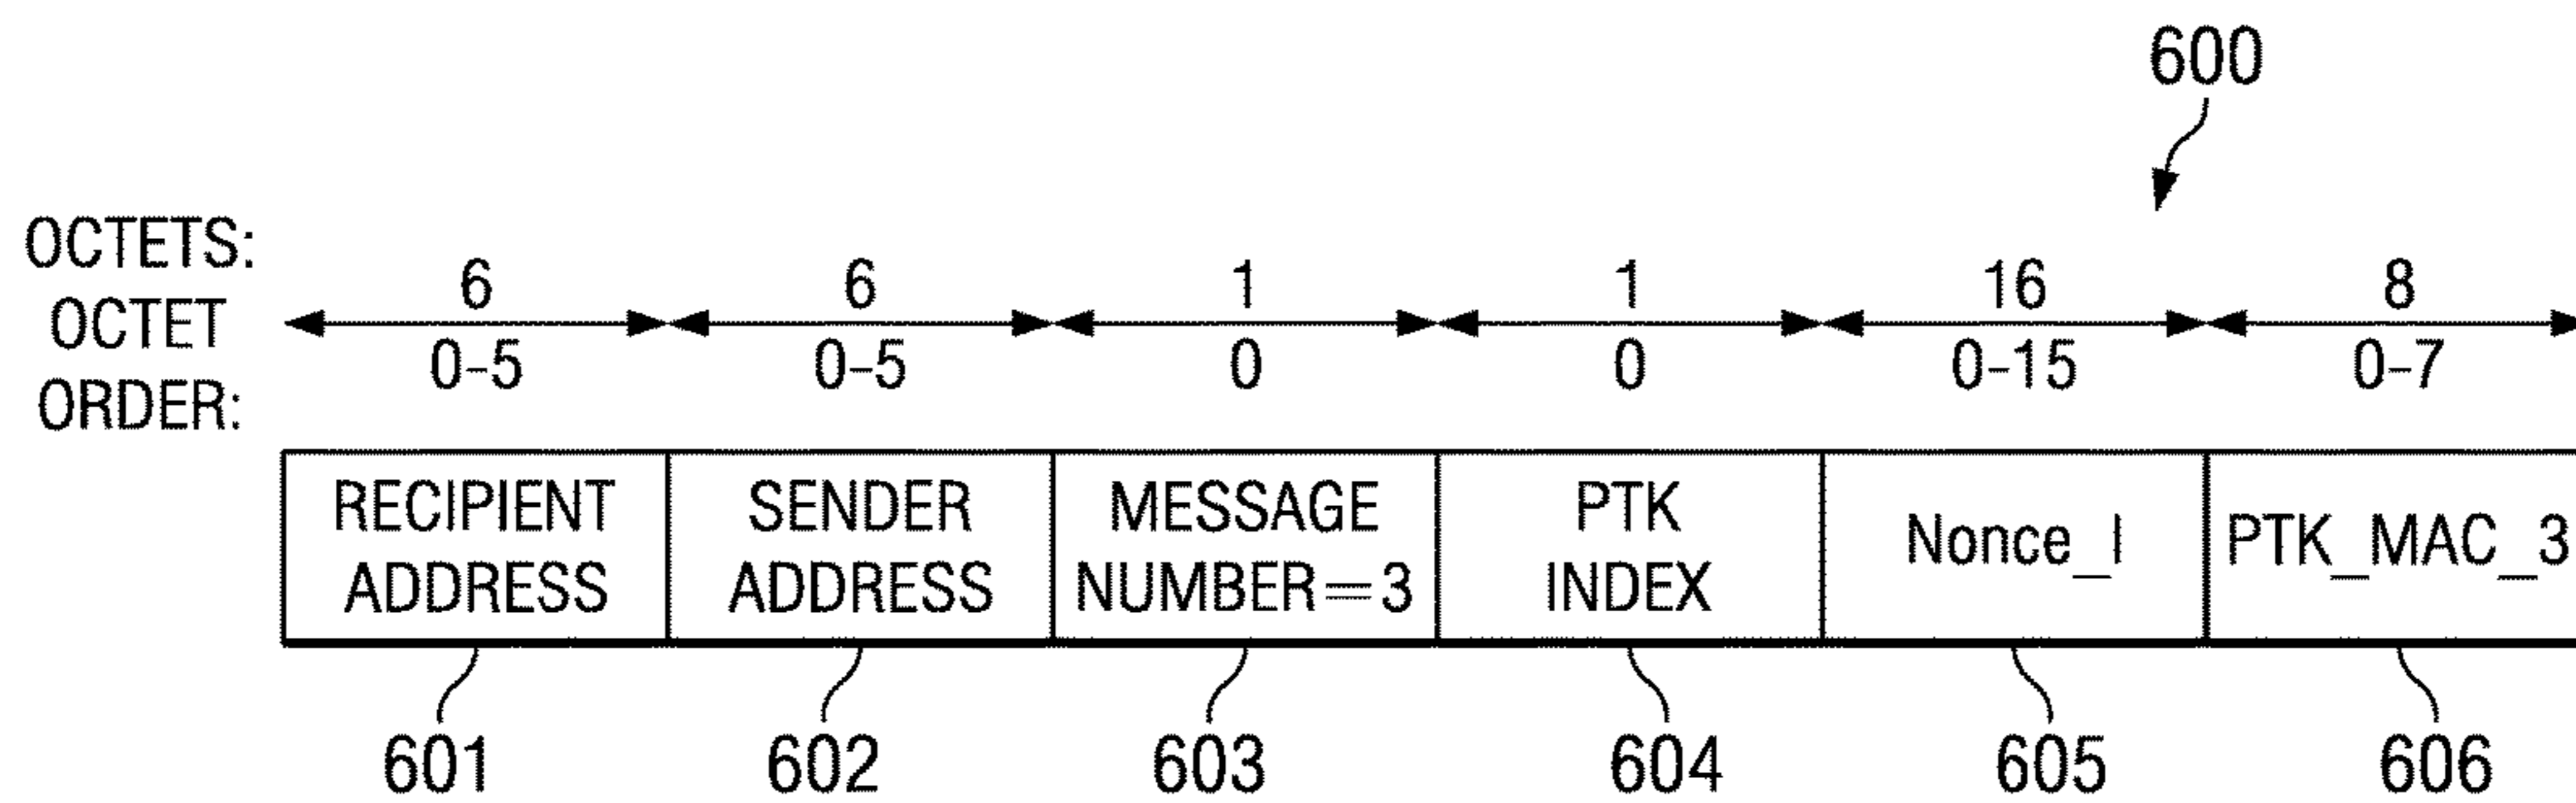 600
OCTETS:
6 6 1 1 16 8
OCTET
0-5 0-5 0 0 0-15 0-7
ORDER:
RECIPIENT SENDER MESSAGE PTK
ADDRESS ADDRESS NUMBER=3 INDEX Nonce_I PTK_MAC_3
601 602 603 604 605 606